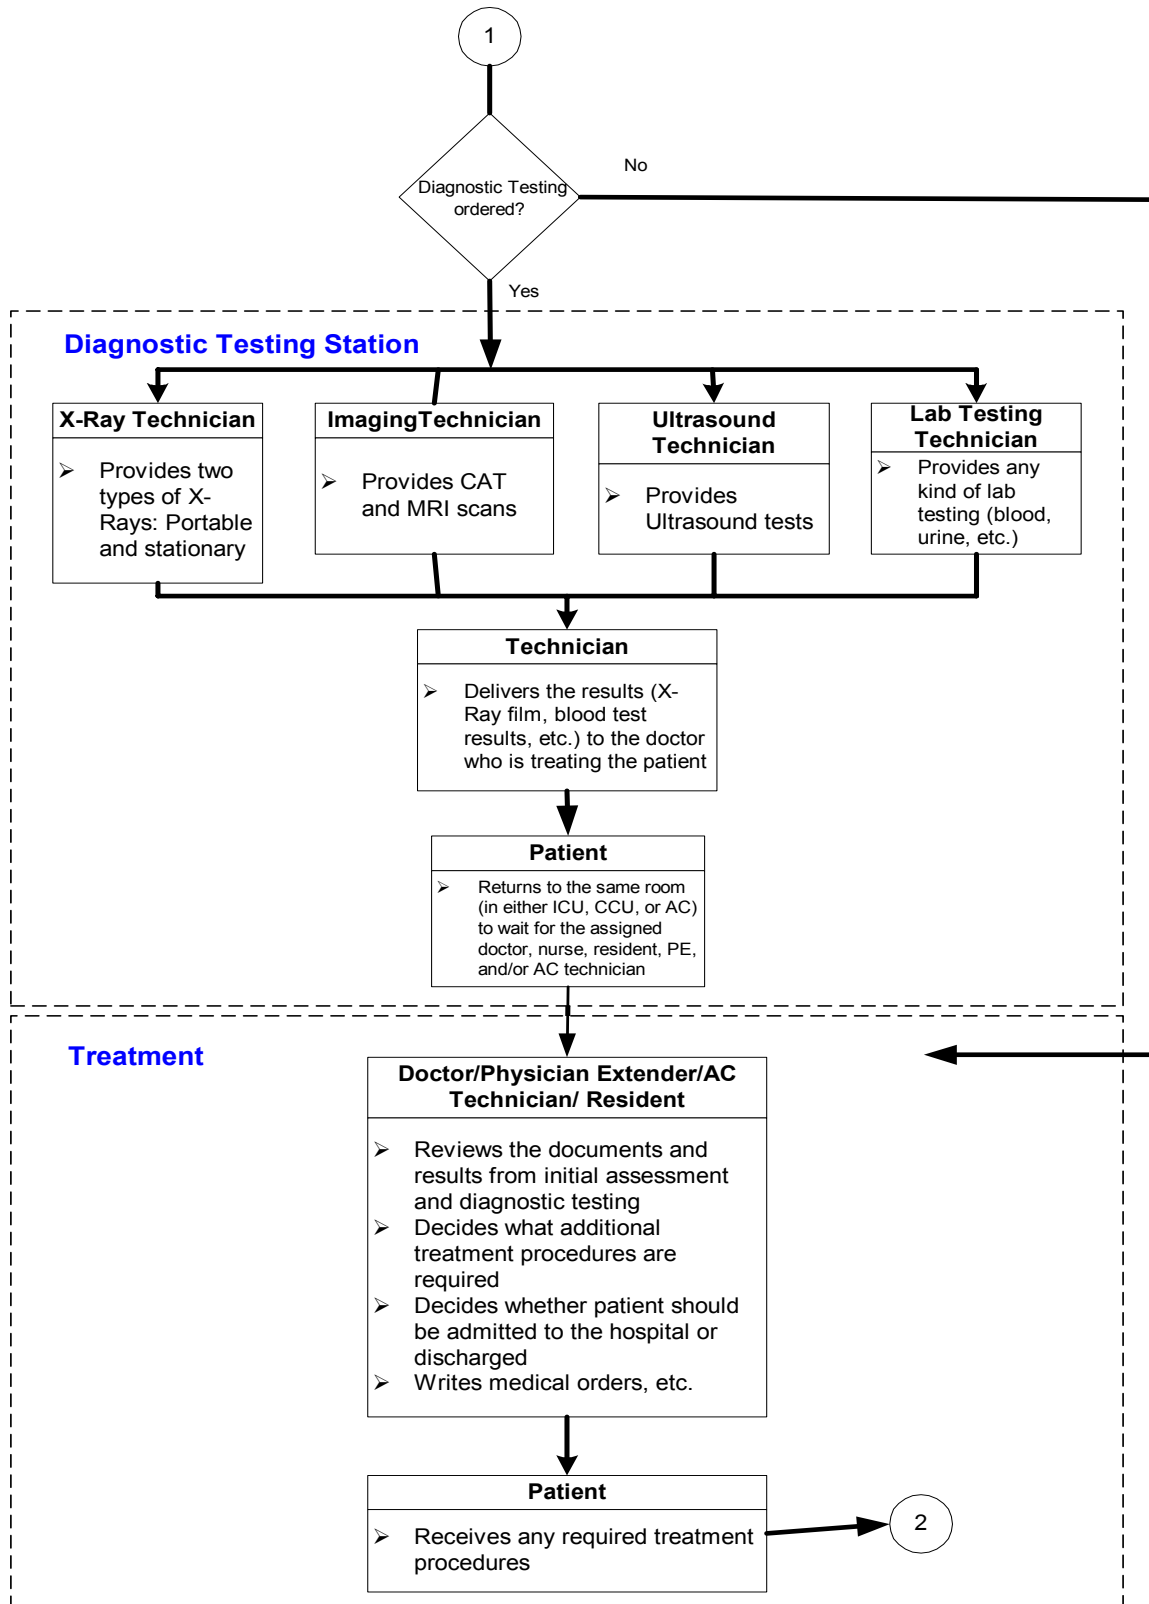 1
Diagnostic Testing
ordered?
No
Yes
Diagnostic Testing Station
X-Ray Technician
➢ Provides two
types of X-
Rays: Portable
and stationary
ImagingTechnician
➢ Provides CAT
and MRI scans
Ultrasound
Technician
➢ Provides
Ultrasound tests
Lab Testing
Technician
➢ Provides any
kind of lab
testing (blood,
urine, etc.)
Technician
➢ Delivers the results (X-
Ray film, blood test
results, etc.) to the doctor
who is treating the patient
Patient
➢ Returns to the same room
(in either ICU, CCU, or AC)
to wait for the assigned
doctor, nurse, resident, PE,
and/or AC technician
Treatment
Doctor/Physician Extender/AC
Technician/ Resident
➢ Reviews the documents and
results from initial assessment
and diagnostic testing
➢ Decides what additional
treatment procedures are
required
➢ Decides whether patient should
be admitted to the hospital or
discharged
➢ Writes medical orders, etc.
Patient
➢ Receives any required treatment
procedures
2